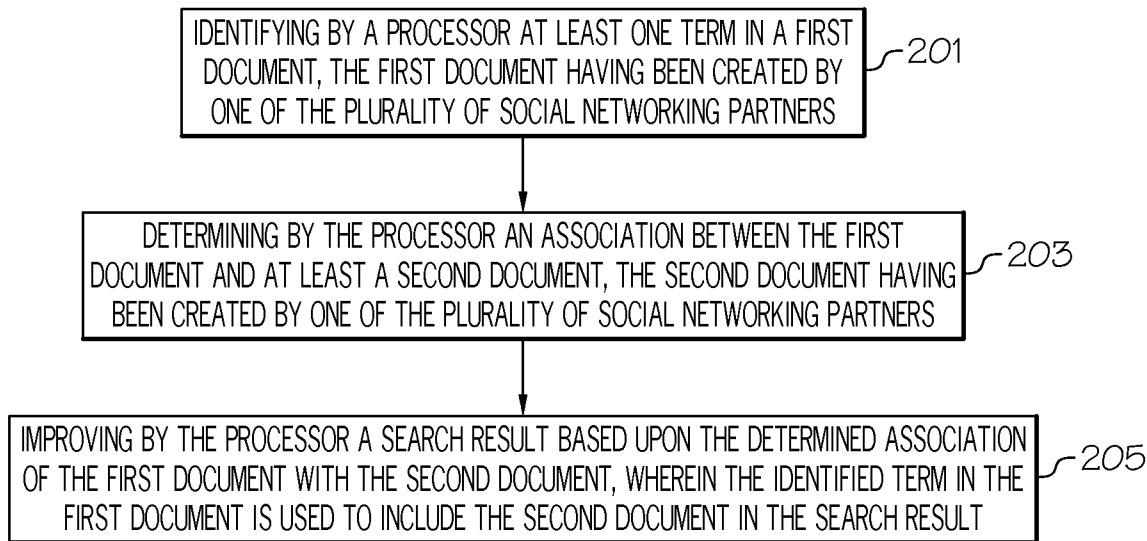 IDENTIFYING BY A PROCESSOR AT LEAST ONE TERM IN A FIRST
DOCUMENT, THE FIRST DOCUMENT HAVING BEEN CREATED BY
ONE OF THE PLURALITY OF SOCIAL NETWORKING PARTNERS
201
DETERMINING BY THE PROCESSOR AN ASSOCIATION BETWEEN THE FIRST
DOCUMENT AND AT LEAST A SECOND DOCUMENT, THE SECOND DOCUMENT HAVING
BEEN CREATED BY ONE OF THE PLURALITY OF SOCIAL NETWORKING PARTNERS
203
IMPROVING BY THE PROCESSOR A SEARCH RESULT BASED UPON THE DETERMINED ASSOCIATION
OF THE FIRST DOCUMENT WITH THE SECOND DOCUMENT, WHEREIN THE IDENTIFIED TERM IN THE
FIRST DOCUMENT IS USED TO INCLUDE THE SECOND DOCUMENT IN THE SEARCH RESULT
205